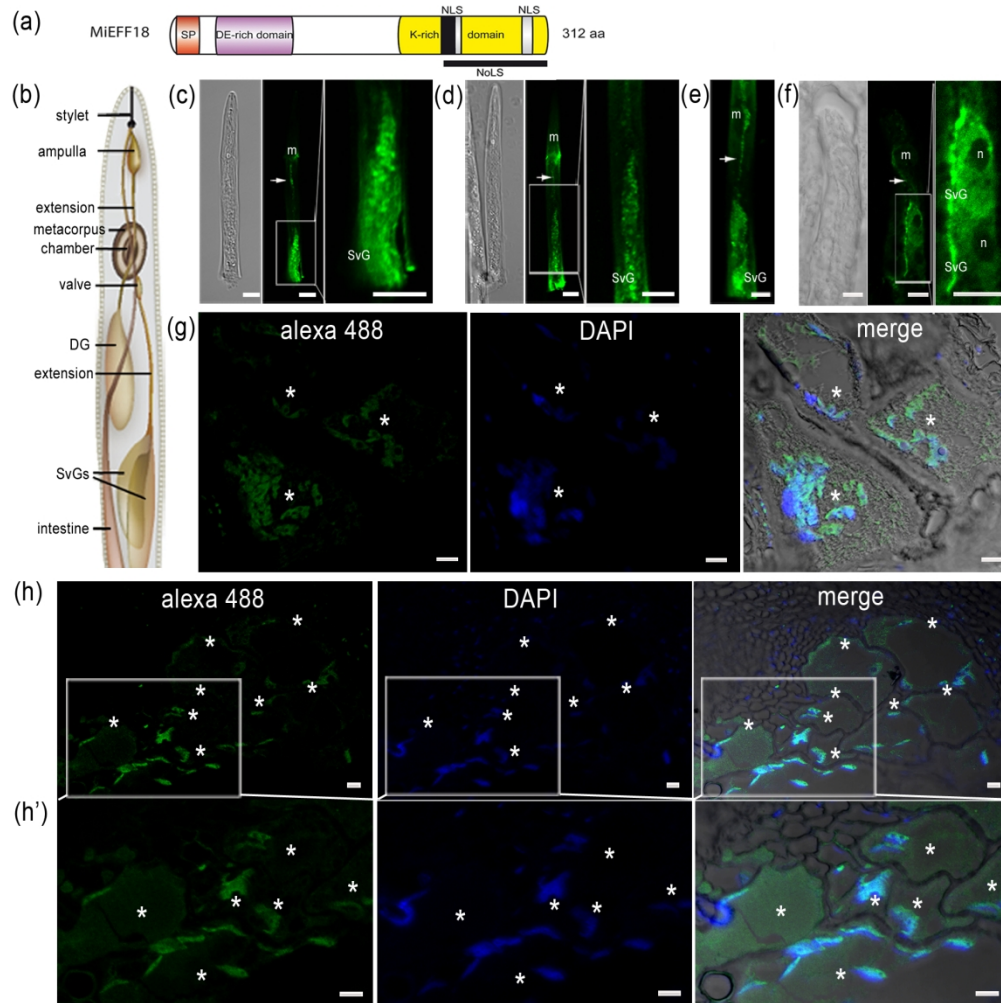 (a)
NLS NLS
MiEFF18 SP DE-rich domain K-rich domain 312 aa
NoLS
(b)
stylet
ampulla
extension
metacorpus
chamber
valve
DG
extension
SvGs
intestine
(c)
m
SvG
(d)
m
SvG
(e)
m
SvG
(f)
m
n
n
SvG
(g)
alexa 488 DAPI merge
* * *
* * *
* * *
(h)
alexa 488 DAPI merge
* * * * * * * *
* * * * * * * *
* * * * * * * *
(h')
* * * * * *
* * * * * *
* * * * * *